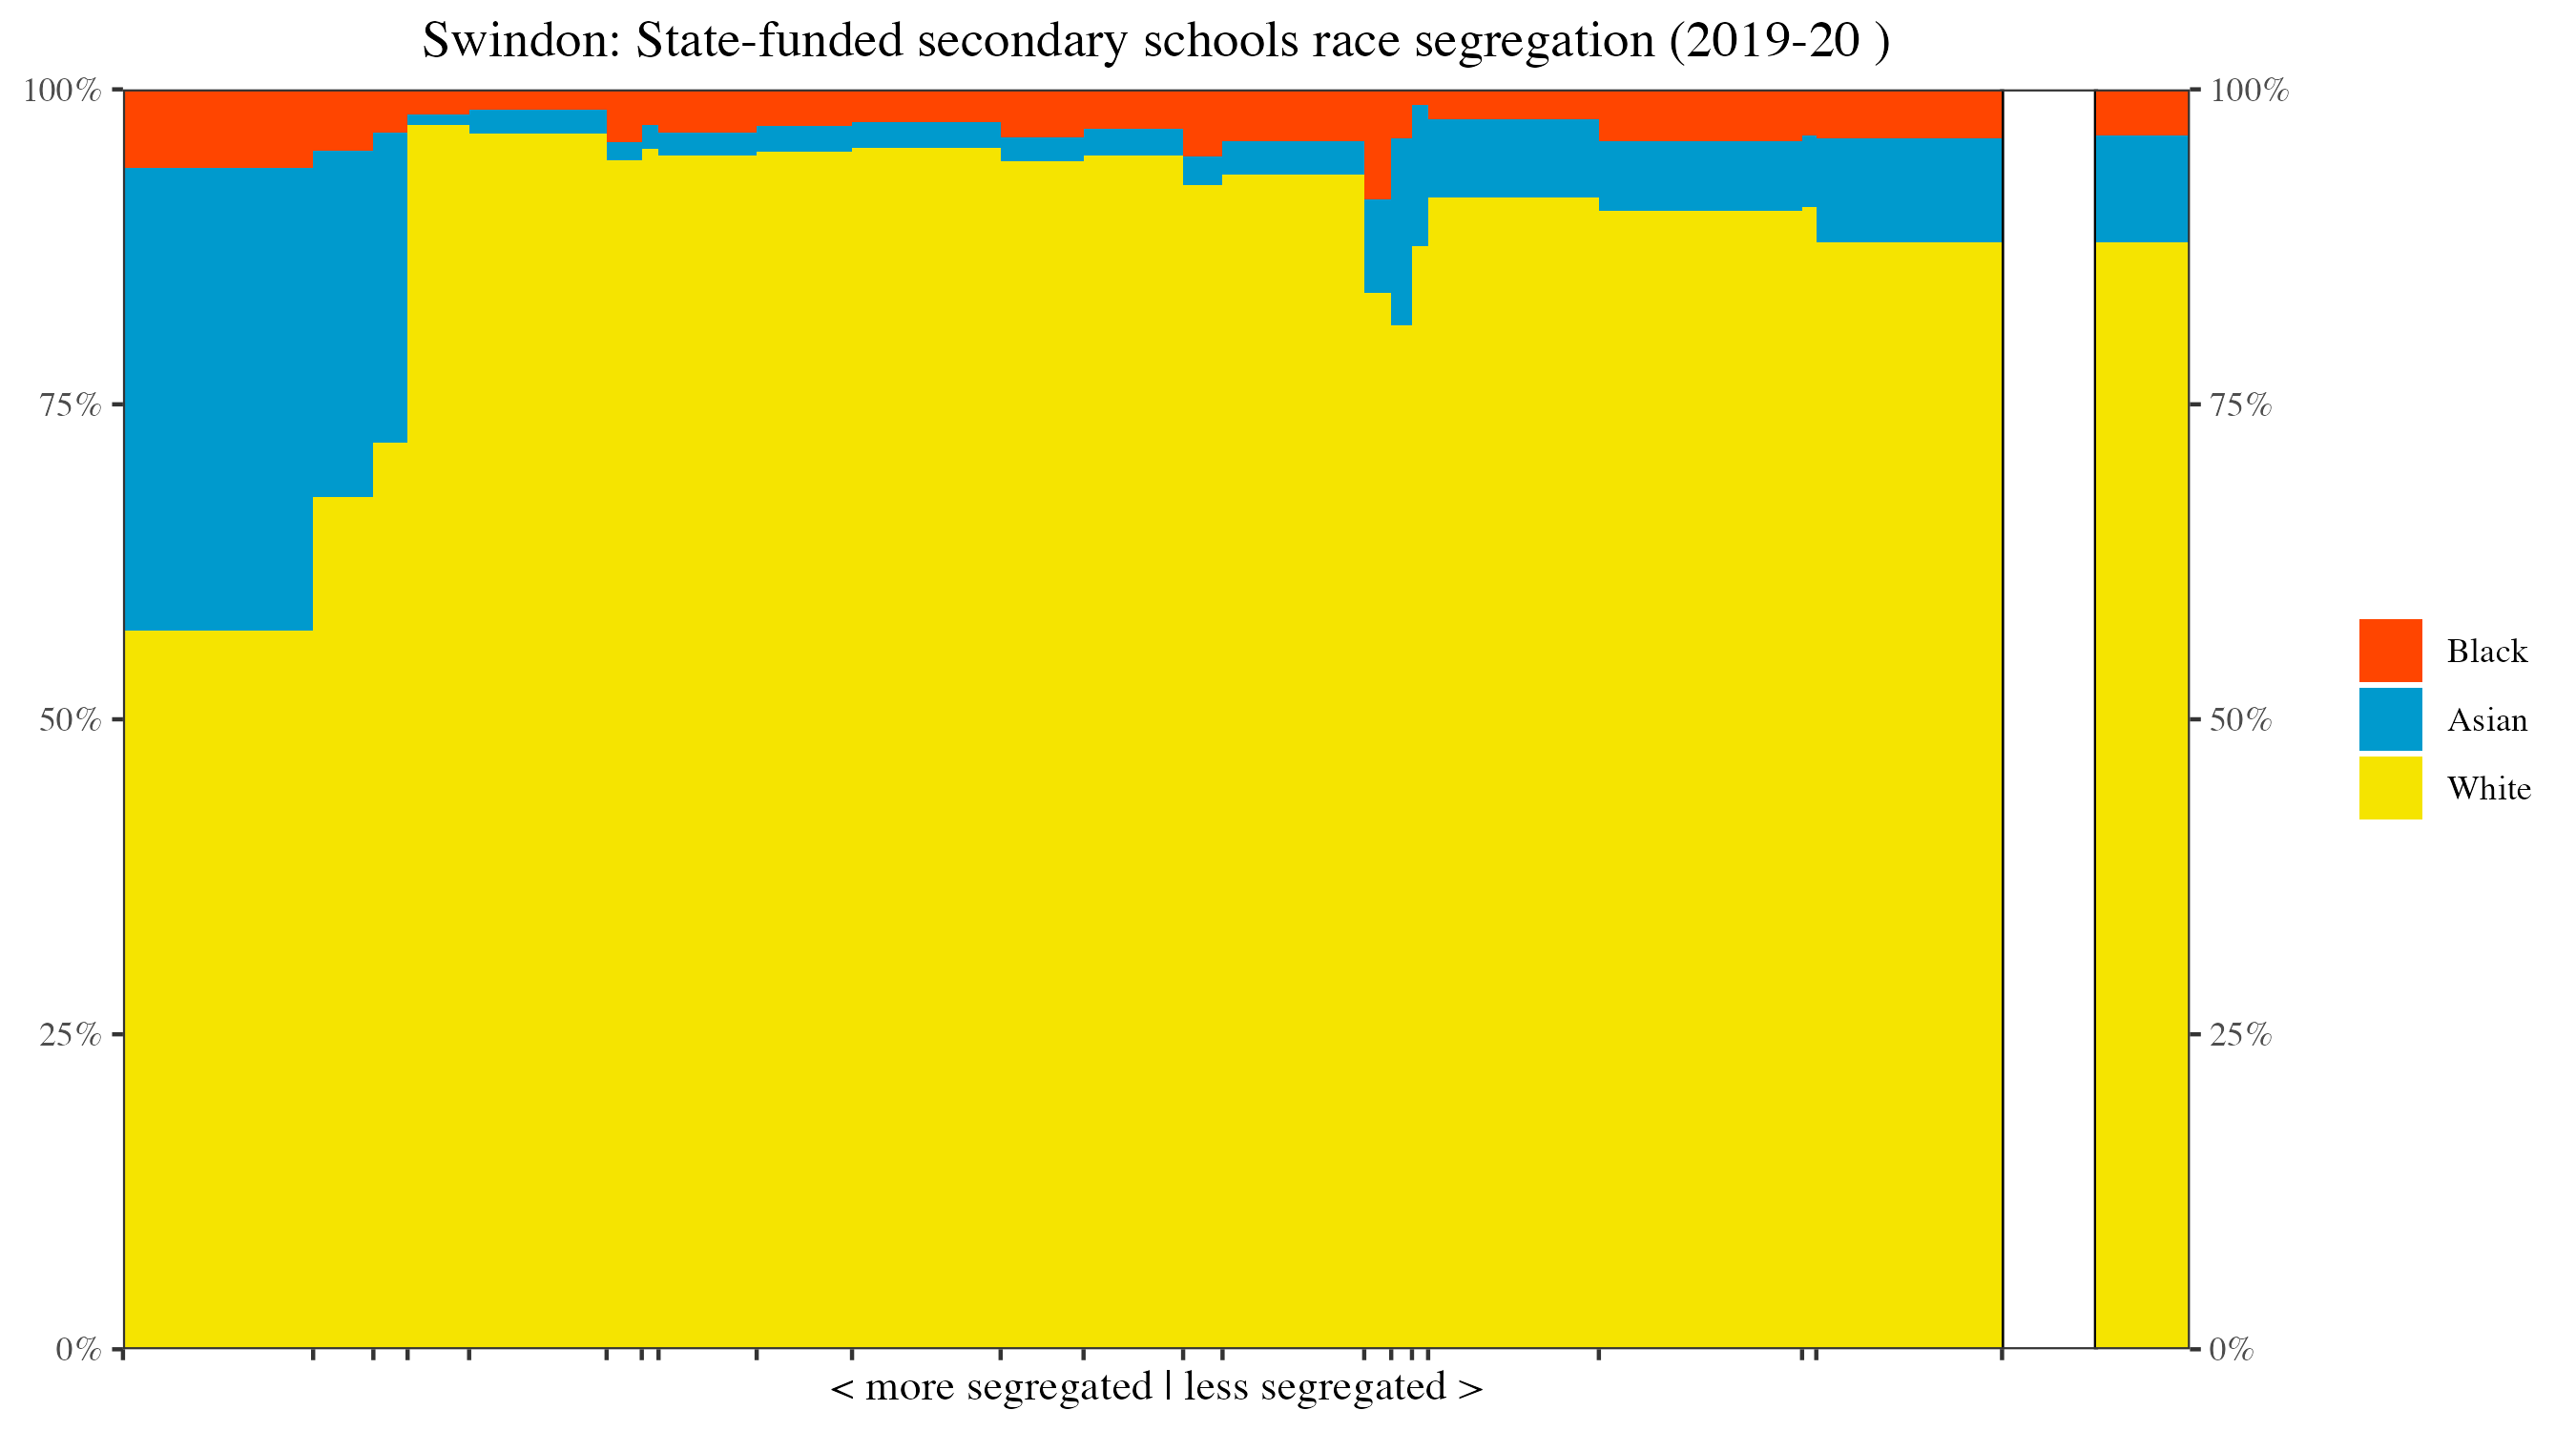 Swindon: State-funded secondary schools race segregation (2019-20 )
100%
75%
50%
25%
0%
100%
75%
50%
25%
0%
Black
Asian
White
< more segregated | less segregated >